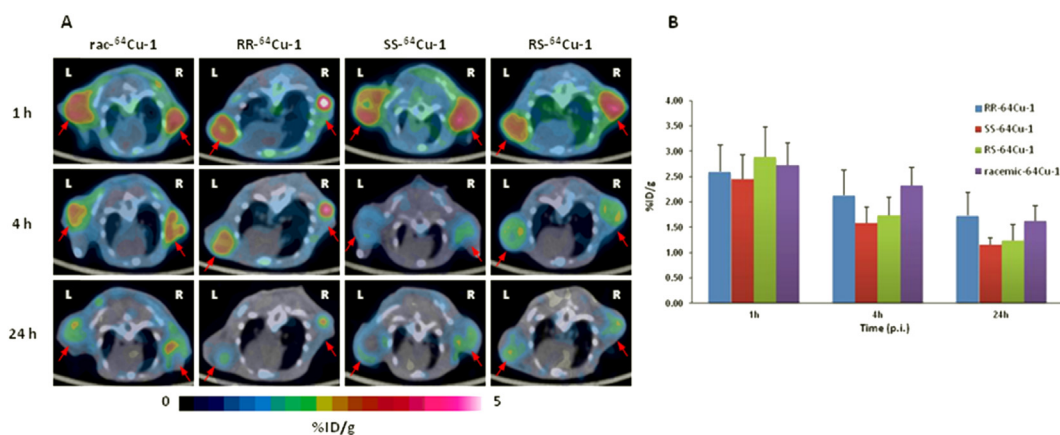 A
rac-⁶⁴Cu-1 RR-⁶⁴Cu-1 SS-⁶⁴Cu-1 RS-⁶⁴Cu-1
1 h
L R L R L R L R
4 h
L R L R L R L R
24 h
L R L R L R L R
0 5
%ID/g
B
4.00
3.50
3.00
2.50
2.00
1.50
1.00
0.50
0.00
%ID/g
RR-64Cu-1
SS-64Cu-1
RS-64Cu-1
racemic-64Cu-1
1h 4h 24h
Time (p.i.)